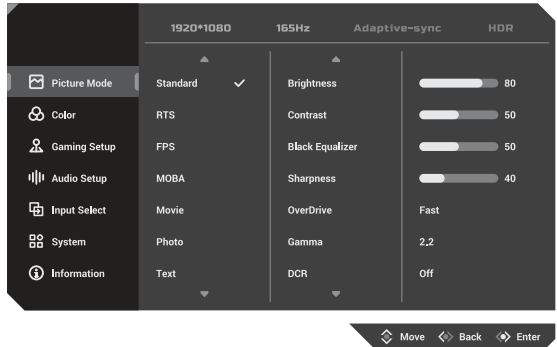 1920*1080 165Hz Adaptive-sync HDR
Picture Mode Standard Brightness 80
Color RTS Contrast 50
Gaming Setup FPS Black Equalizer 50
Audio Setup MOBA Sharpness 40
Input Select Movie OverDrive Fast
System Photo Gamma 2.2
Information Text DCR Off
Move Back Enter